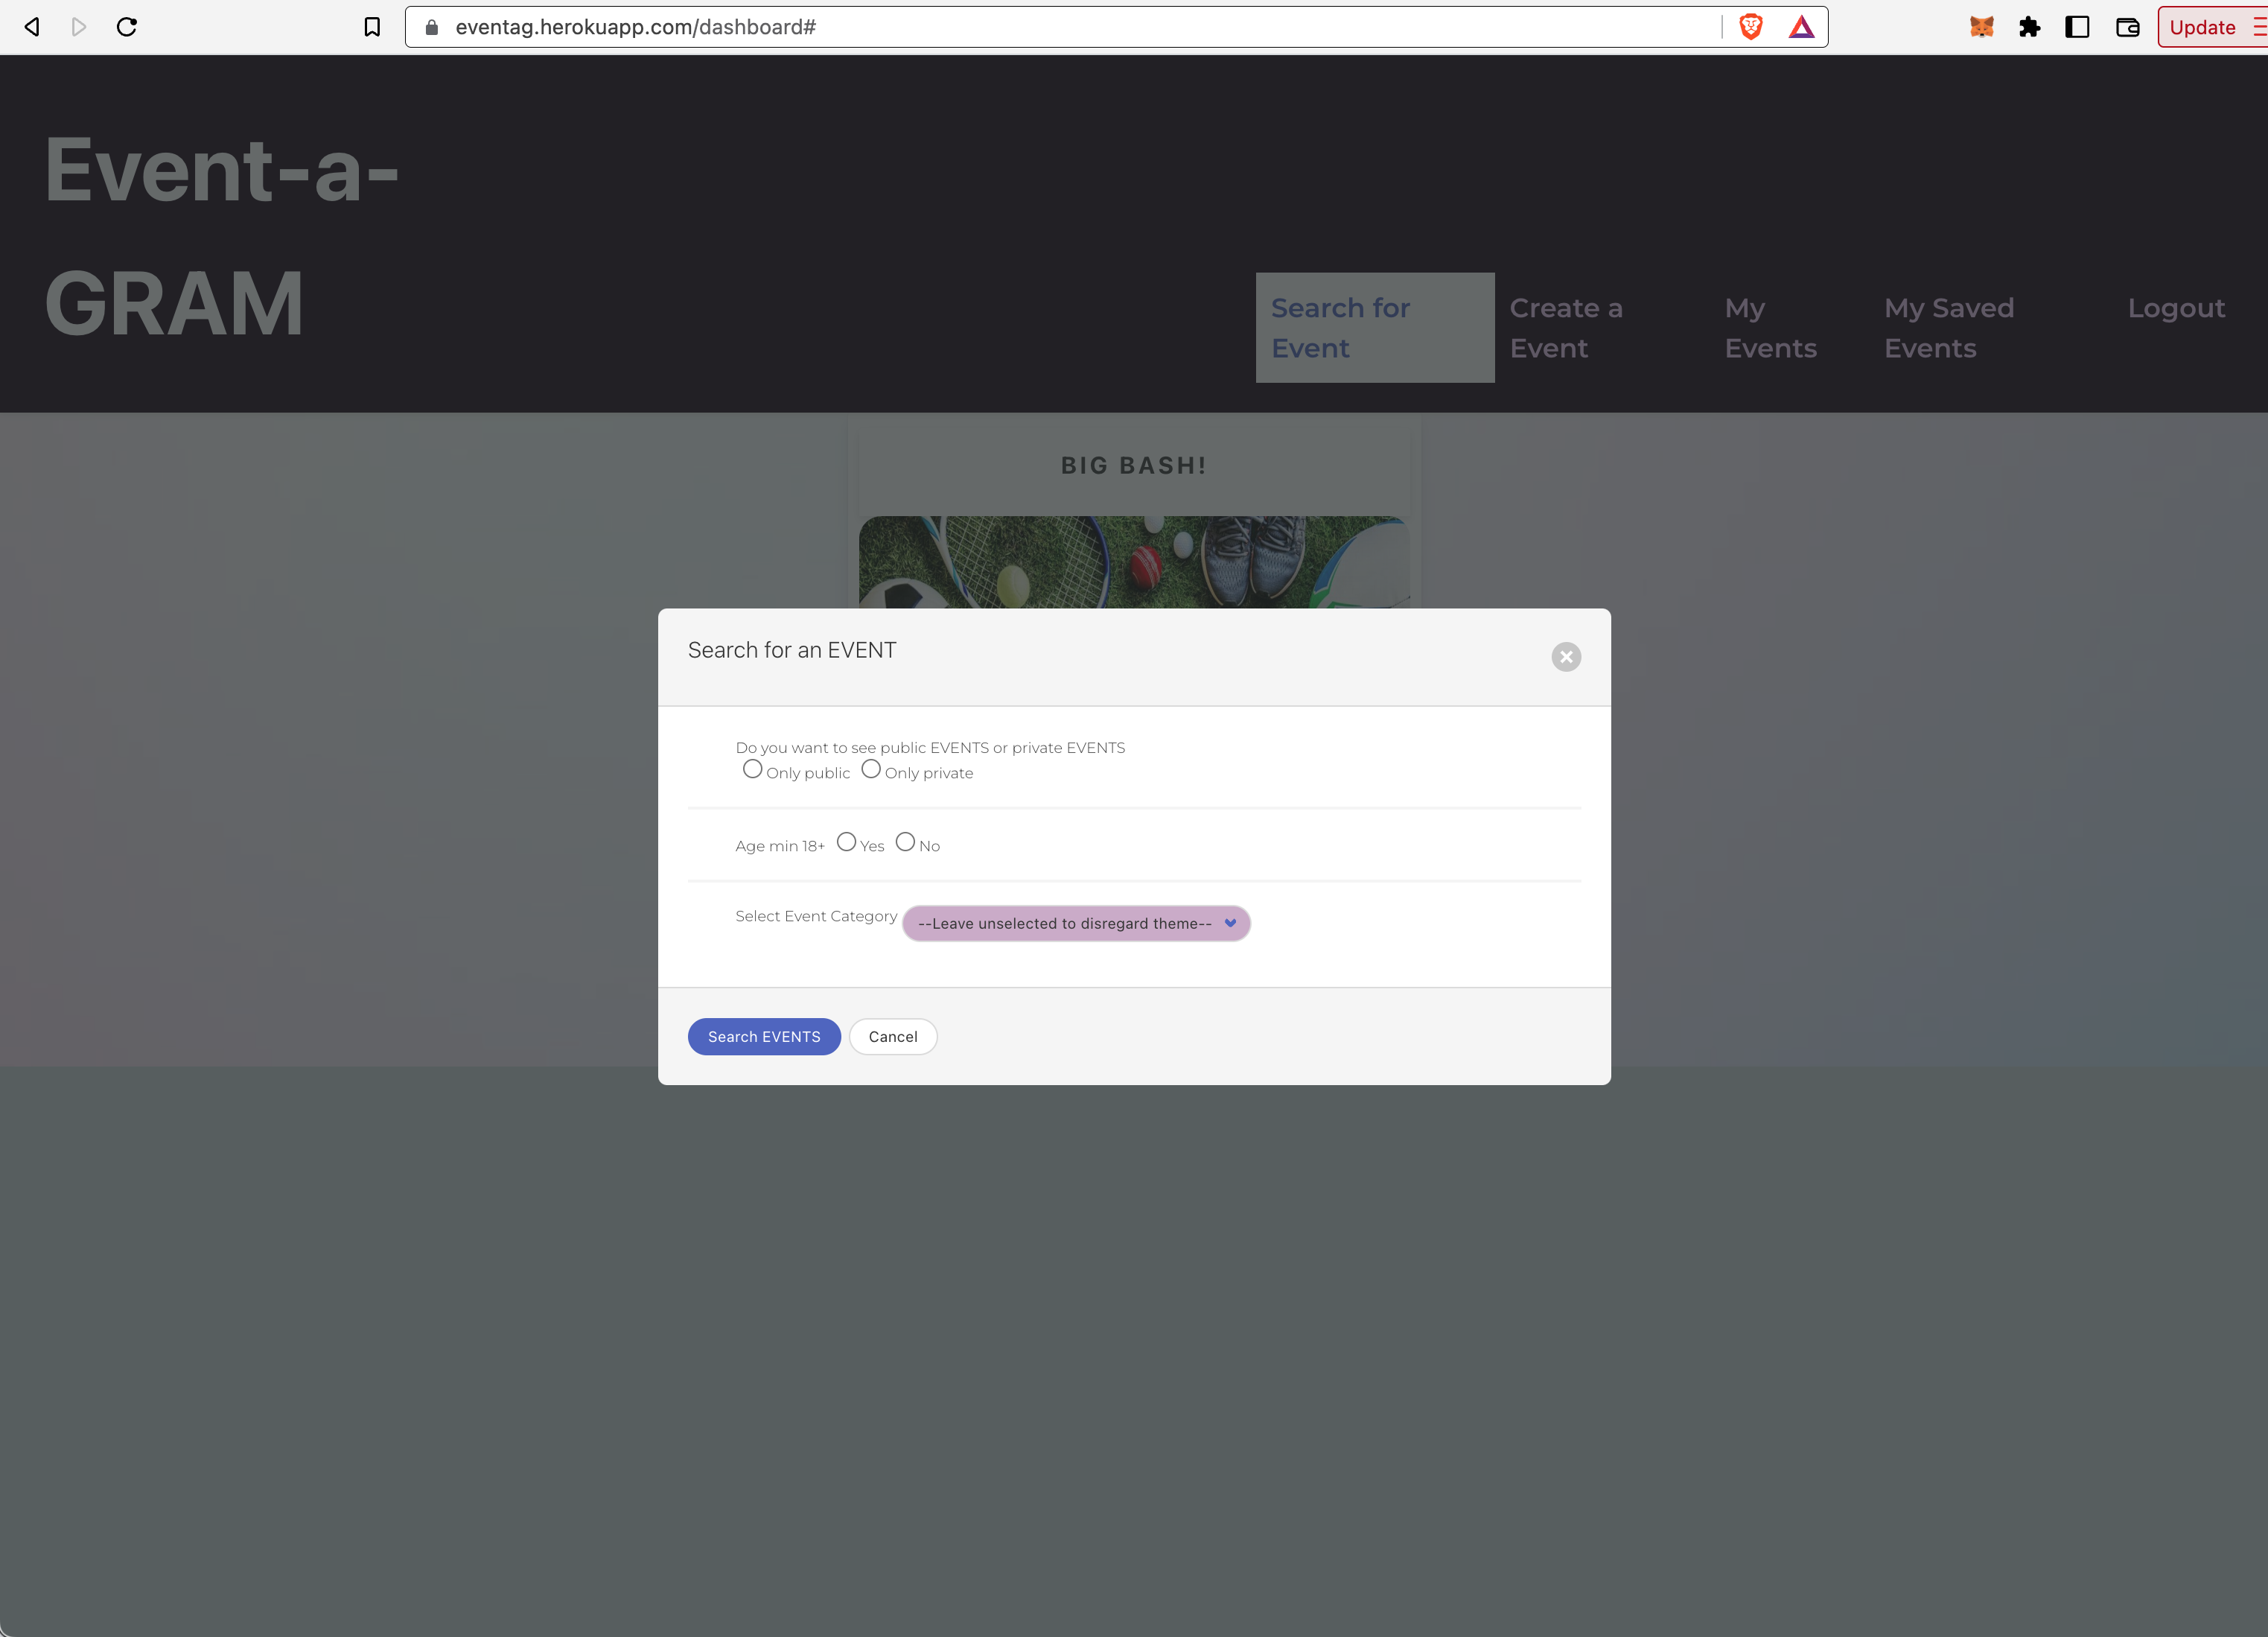 eventag.herokuapp.com/dashboard#
Update
Event-a-
GRAM
Search for
Event
Create a
Event
My
Events
My Saved
Events
Logout
BIG BASH!
Search for an EVENT
Do you want to see public EVENTS or private EVENTS
Only public Only private
Age min 18+ Yes No
Select Event Category --Leave unselected to disregard theme--
Search EVENTS Cancel